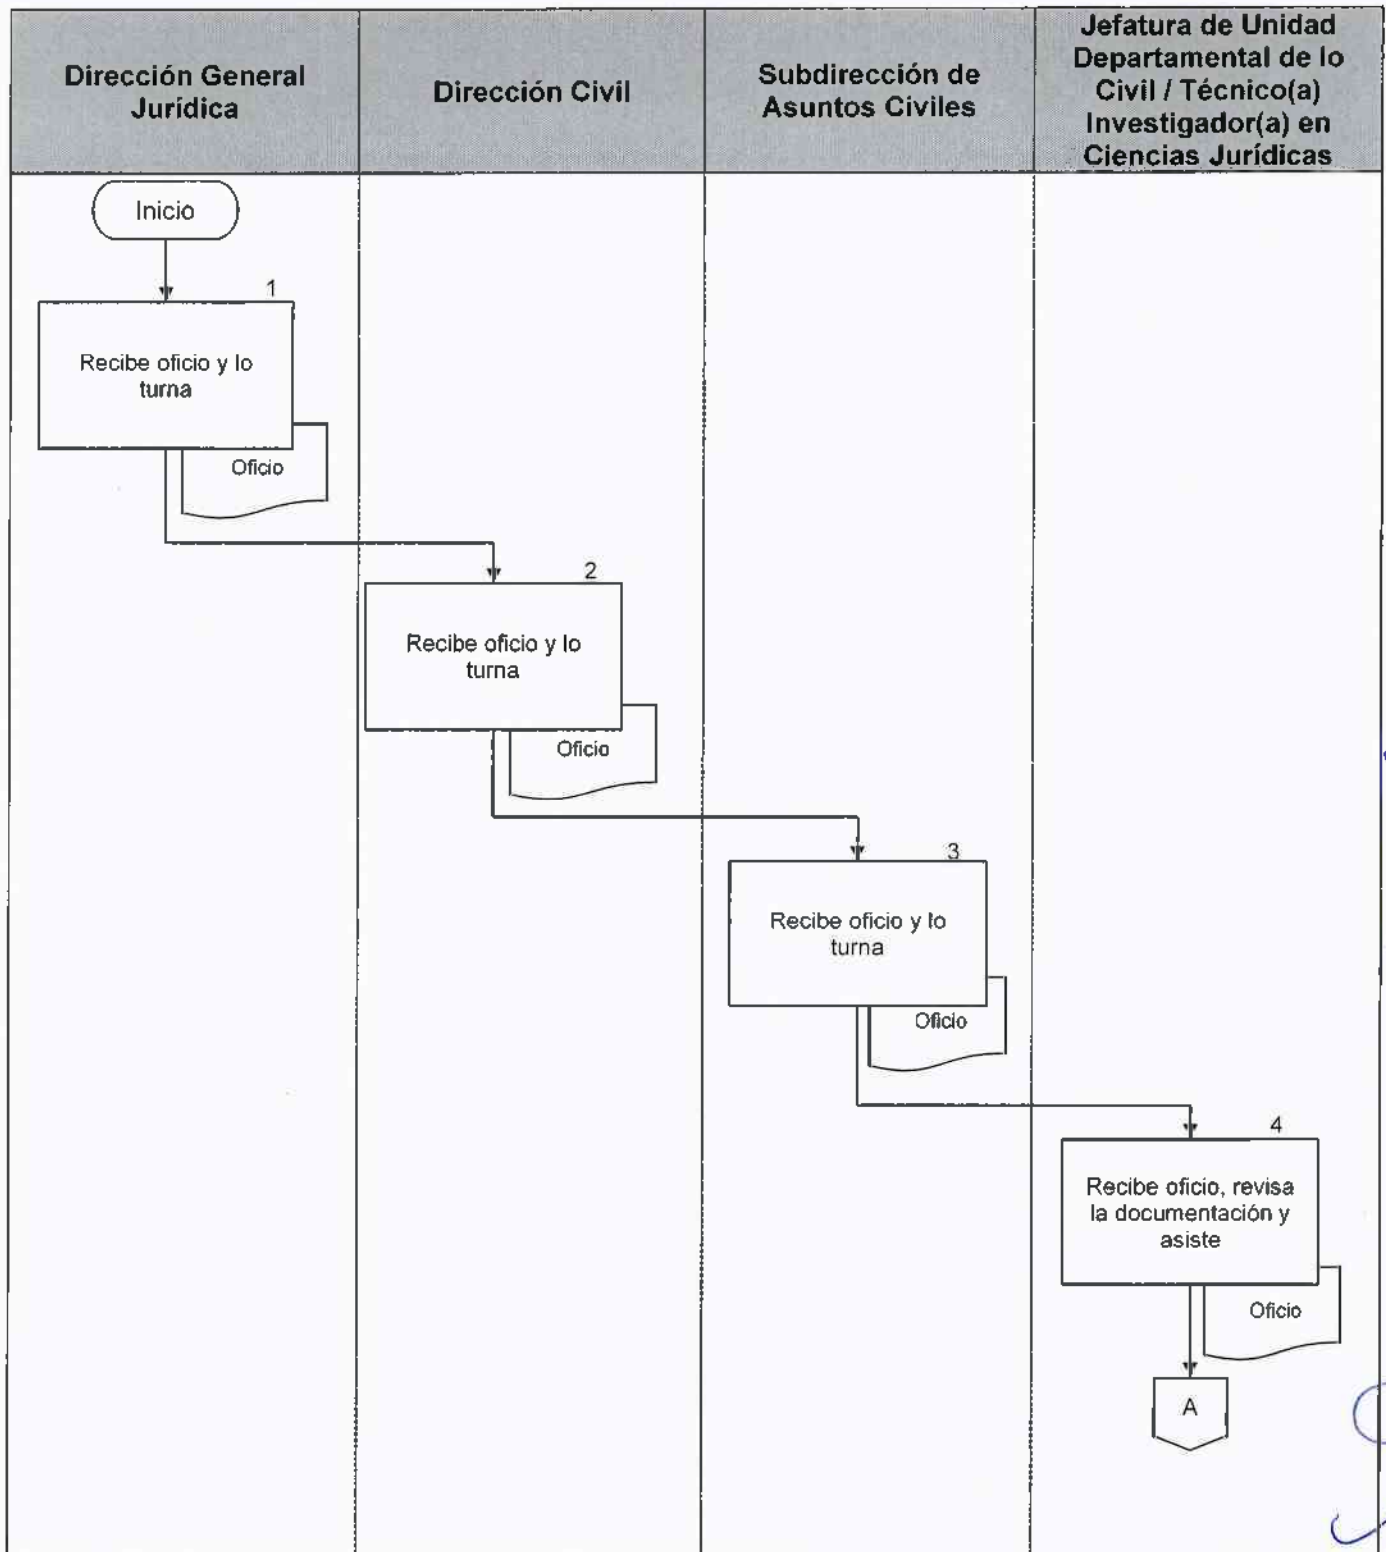 Dirección General
Jurídica
Dirección Civil
Subdirección de
Asuntos Civiles
Jefatura de Unidad
Departamental de lo
Civil / Técnico(a)
Investigador(a) en
Ciencias Jurídicas
Inicio
1
Recibe oficio y lo
turna
Oficio
2
Recibe oficio y lo
turna
Oficio
3
Recibe oficio y lo
turna
Oficio
4
Recibe oficio, revisa
la documentación y
asiste
Oficio
A